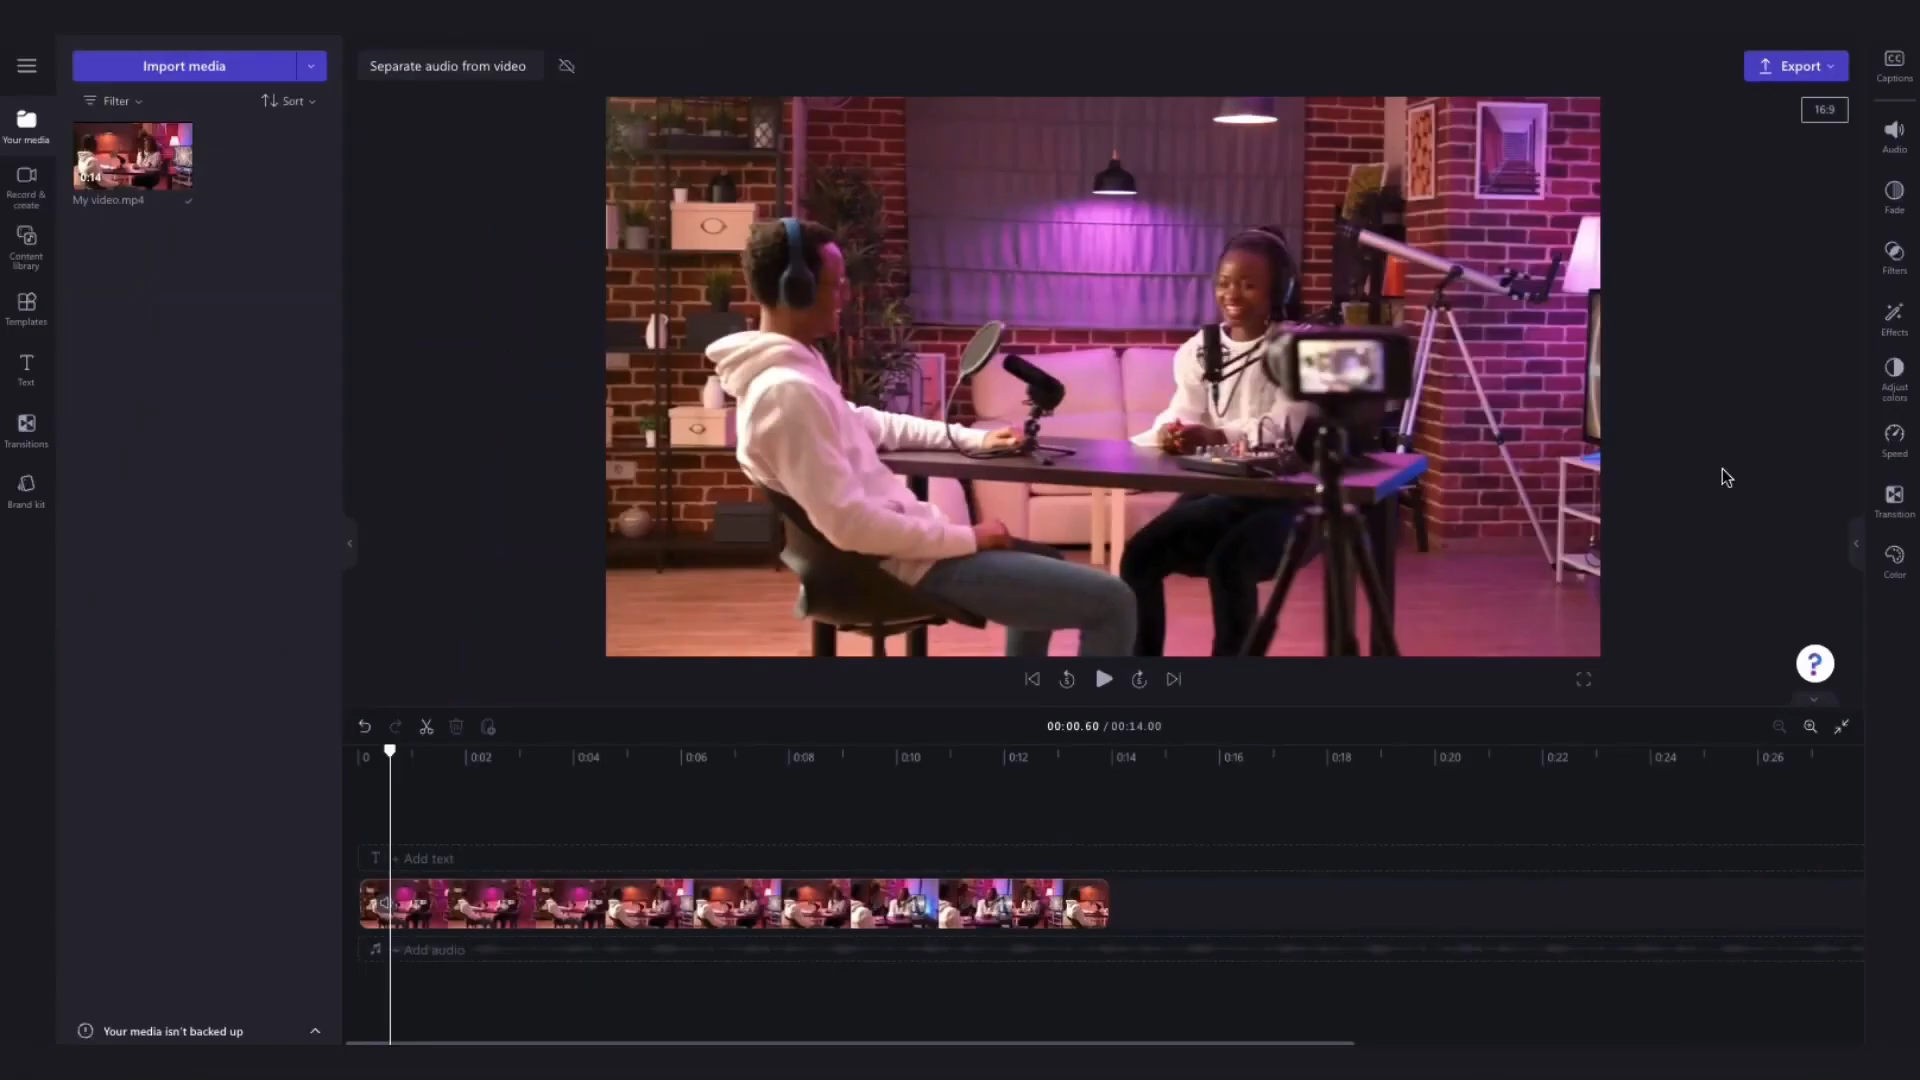 Import media
Separate audio from video
Export
Captions
Filter
Sort
16:9
Your media
0:14
My video.mp4
Audio
Record &
create
Fade
Content
library
Filters
Templates
Effects
Text
Adjust
colors
Transitions
Speed
Brand kit
Transition
Color
5
5
?
00:00.60 / 00:14.00
0
0:02
0:04
0:06
0:08
0:10
0:12
0:14
0:16
0:18
0:20
0:22
0:24
0:26
T + Add text
+ Add audio
Your media isn't backed up